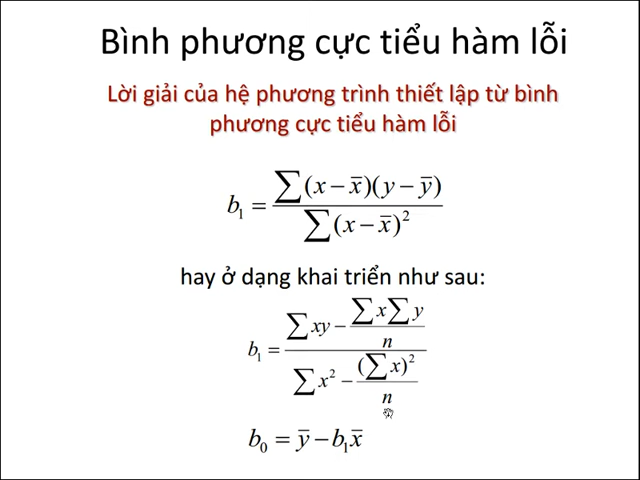 Bình phương cực tiểu hàm lỗi
Lời giải của hệ phương trình thiết lập từ bình
phương cực tiểu hàm lỗi
b₁ = ∑(x − x̅)(y − y̅) / ∑(x − x̅)²
hay ở dạng khai triển như sau:
b₁ = (∑xy − (∑x∑y)/n) / (∑x² − (∑x)²/n)
b₀ = y̅ − b₁x̅